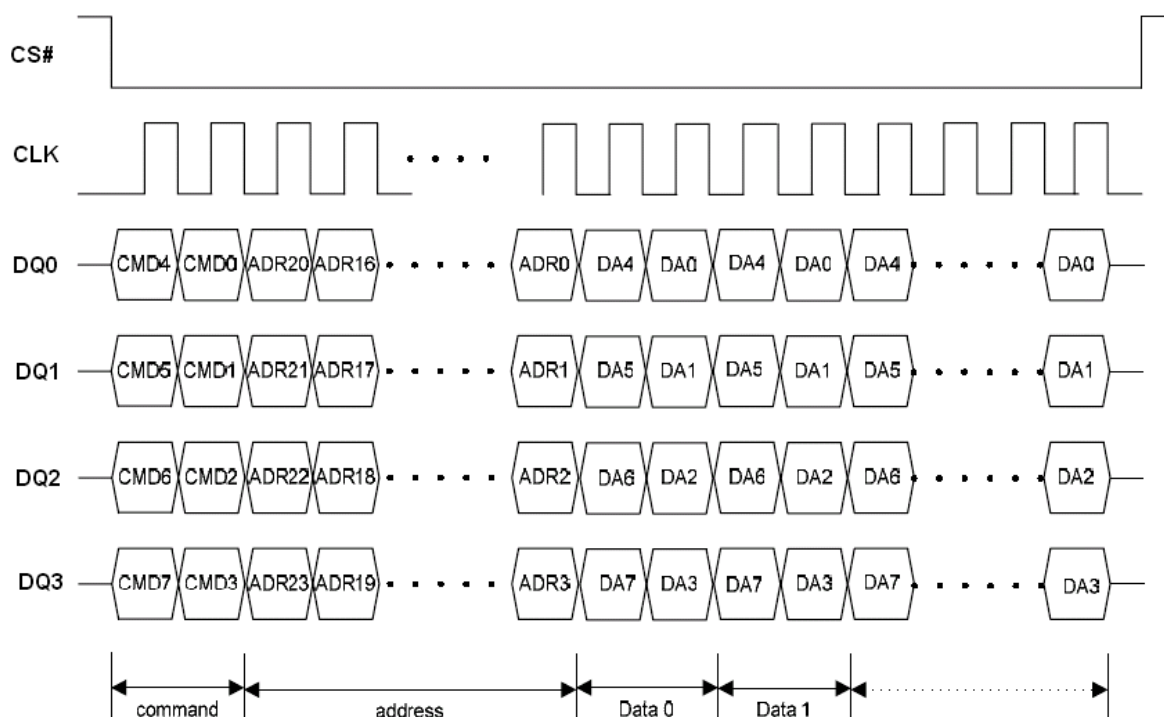 CS#
CLK
DQ0 CMD4 CMD0 ADR20 ADR16 ADR0 DA4 DA0 DA4 DA0 DA4 DA0
DQ1 CMD5 CMD1 ADR21 ADR17 ADR1 DA5 DA1 DA5 DA1 DA5 DA1
DQ2 CMD6 CMD2 ADR22 ADR18 ADR2 DA6 DA2 DA6 DA2 DA6 DA2
DQ3 CMD7 CMD3 ADR23 ADR19 ADR3 DA7 DA3 DA7 DA3 DA7 DA3
command address Data 0 Data 1